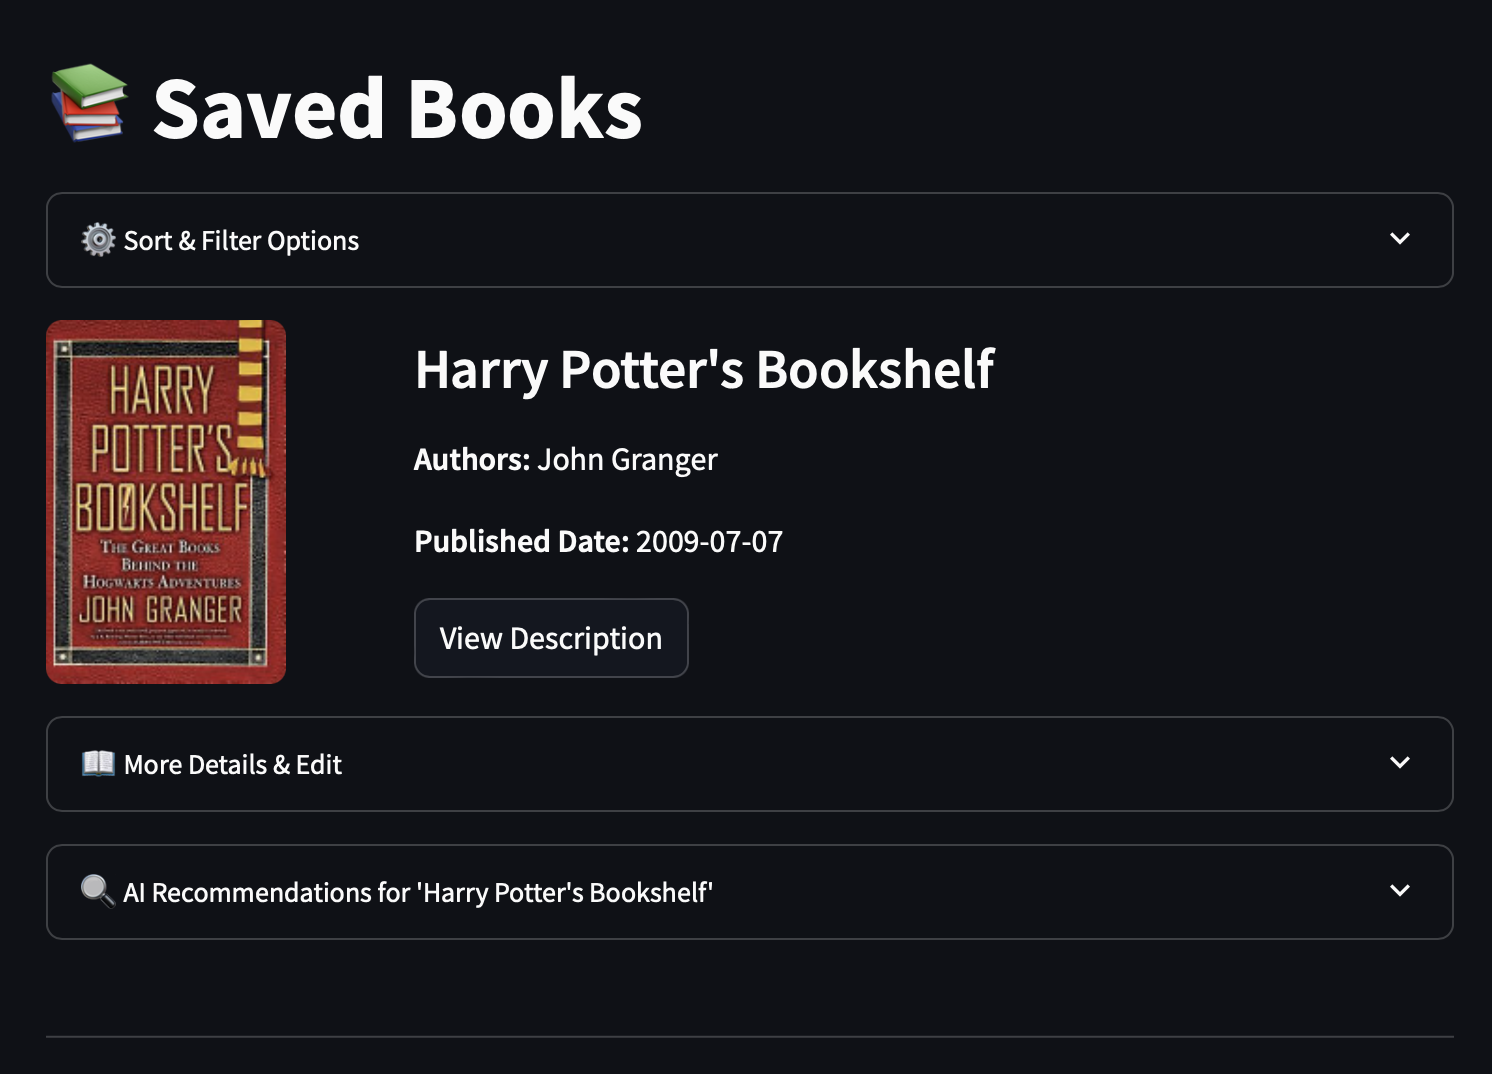 📚 Saved Books
⚙️ Sort & Filter Options
HARRY
POTTER'S
BOOKSHELF
THE GREAT BOOKS
BEHIND THE
HOGWARTS ADVENTURES
JOHN GRANGER
Harry Potter's Bookshelf
Authors: John Granger
Published Date: 2009-07-07
View Description
📖 More Details & Edit
🔍 AI Recommendations for 'Harry Potter's Bookshelf'